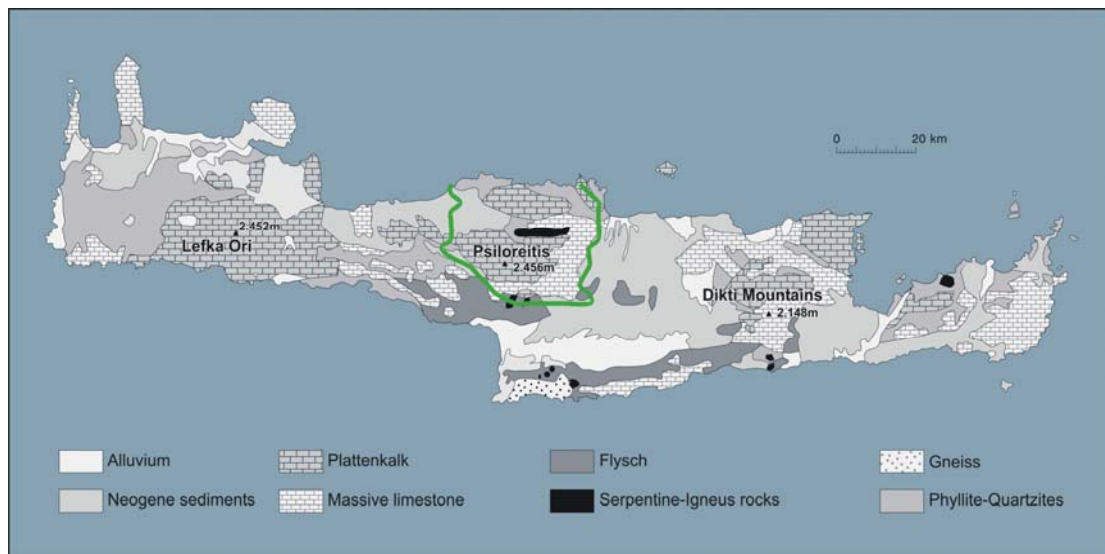 0 20 km
2.452m
Lefka Ori
Psiloreitis
2.456m
Dikti Mountains
2.148m
Alluvium
Plattenkalk
Flysch
Gneiss
Neogene sediments
Massive limestone
Serpentine-Igneus rocks
Phyllite-Quartzites